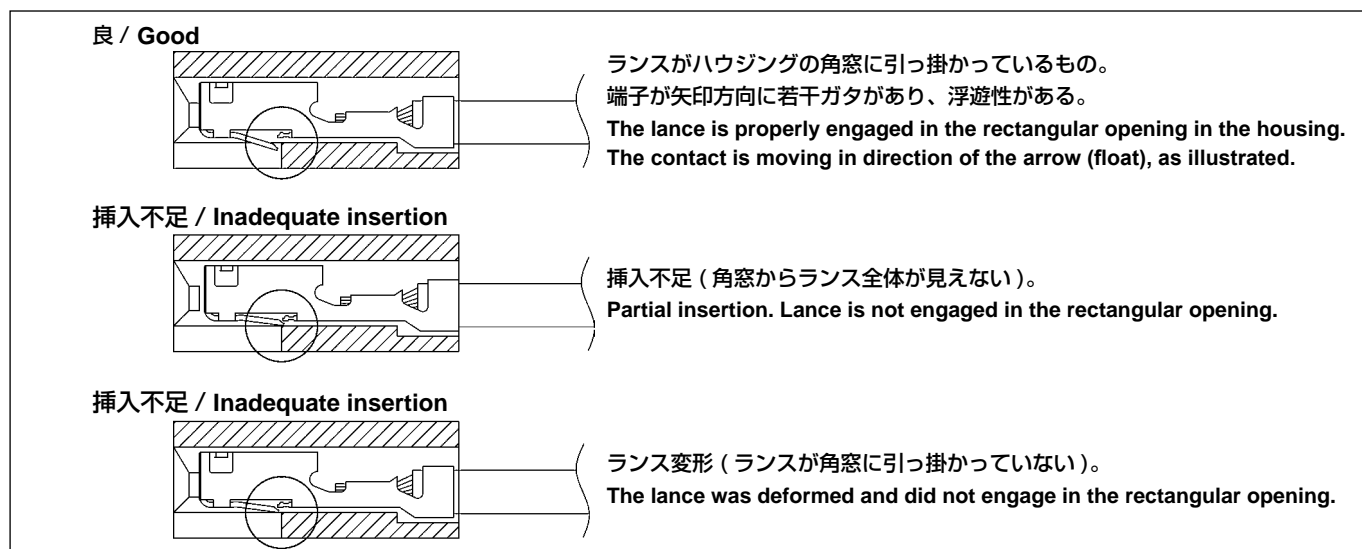 良 / Good
ランスがハウジングの角窓に引っ掛かっているもの。
端子が矢印方向に若干ガタがあり、浮遊性がある。
The lance is properly engaged in the rectangular opening in the housing.
The contact is moving in direction of the arrow (float), as illustrated.
挿入不足 / Inadequate insertion
挿入不足 ( 角窓からランス全体が見えない )。
Partial insertion. Lance is not engaged in the rectangular opening.
挿入不足 / Inadequate insertion
ランス変形 ( ランスが角窓に引っ掛かっていない )。
The lance was deformed and did not engage in the rectangular opening.